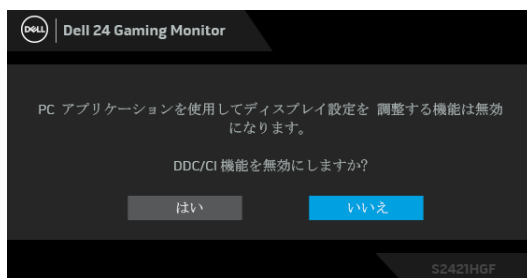 DELL
Dell 24 Gaming Monitor
PC アプリケーションを使用してディスプレイ設定を 調整する機能は無効
になります。
DDC/CI 機能を無効にしますか?
はい
いいえ
S2421HGF